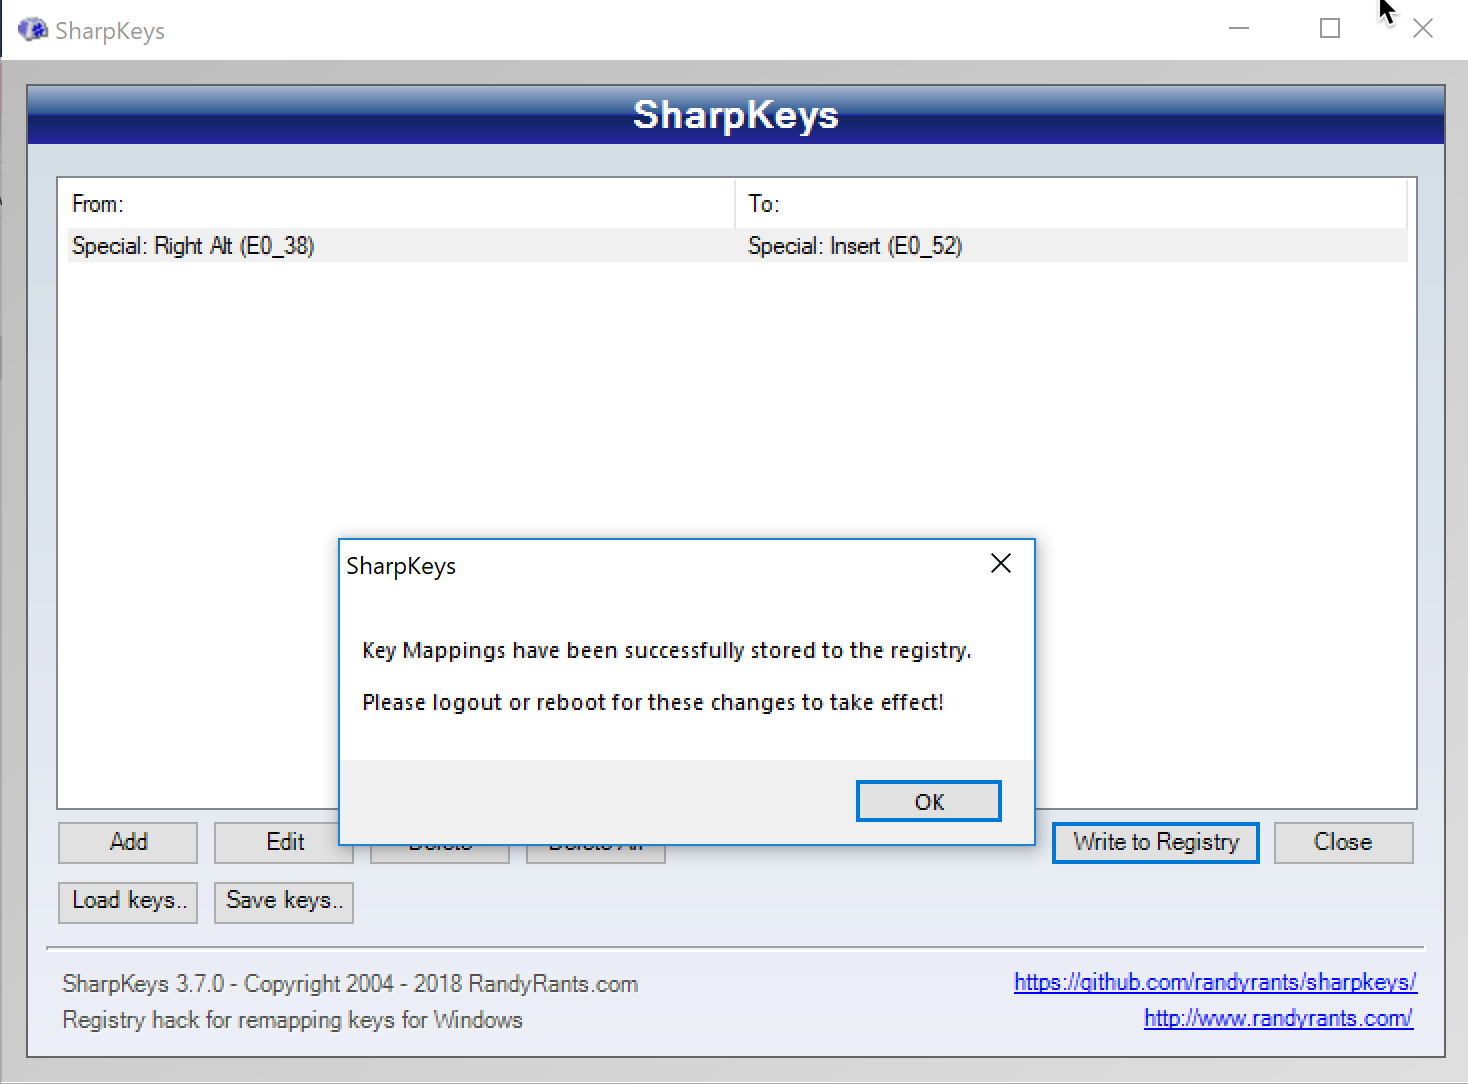 SharpKeys
SharpKeys
From: To:
Special: Right Alt (E0_38) Special: Insert (E0_52)
SharpKeys
Key Mappings have been successfully stored to the registry.
Please logout or reboot for these changes to take effect!
OK
Add Edit Delete Delete All Write to Registry Close
Load keys.. Save keys..
SharpKeys 3.7.0 - Copyright 2004 - 2018 RandyRants.com https://github.com/randyrants/sharpkeys/
Registry hack for remapping keys for Windows http://www.randyrants.com/